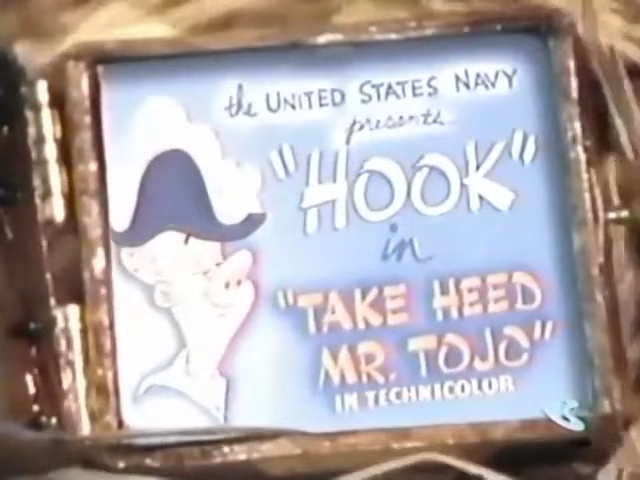 the UNITED STATES NAVY
presents
"HOOK"
in
"TAKE HEED
MR. TOJO"
IN TECHNICOLOR